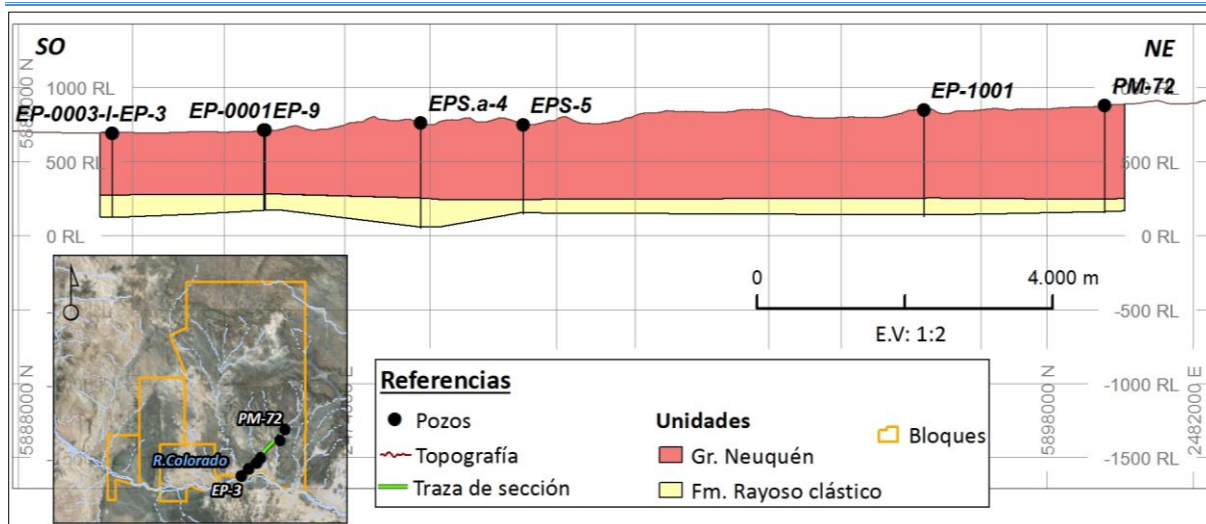 SO
NE
1000 RL
EP-0003-I-EP-3
EP-0001EP-9
EPS.a-4
EPS-5
EP-1001
PM-72
500 RL
500 RL
0 RL
0 RL
0
4.000 m
E.V: 1:2
-500 RL
-1000 RL
-1500 RL
5888000 N
5898000 N
2482000 E
PM-72
R.Colorado
EP-3
Referencias
Pozos
Topografía
Traza de sección
Unidades
Gr. Neuquén
Fm. Rayoso clástico
Bloques